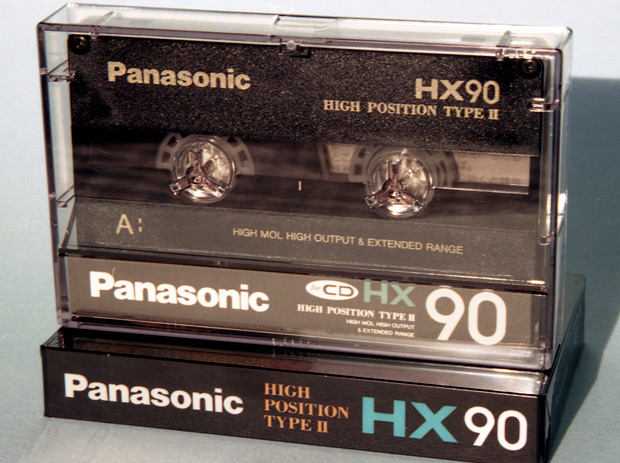 Panasonic
HX90
HIGH POSITION TYPE II
A:
HIGH MOL HIGH OUTPUT & EXTENDED RANGE
Panasonic
for CD HX 90
HIGH POSITION TYPE II
HIGH MOL HIGH OUTPUT
& EXTENDED RANGE
Panasonic
HIGH
POSITION
TYPE II
HX 90